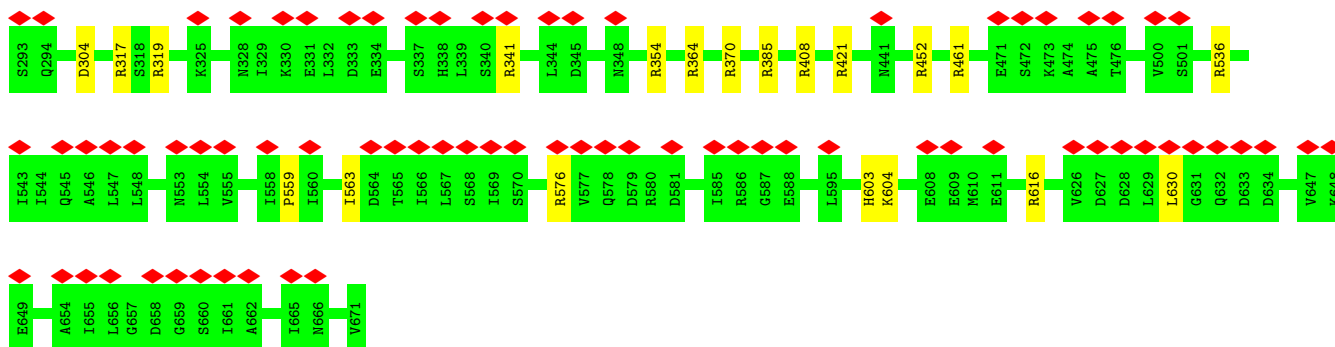 S293 Q294 D304 R317 S318 R319 K325 N328 I329 K330 E331 L332 D333 E334 S337 H338 L339 S340 R341 L344 D345 N348 R354 R364 R370 R385 R408 R421 N441 R452 R461 E471 S472 K473 A474 A475 T476 V500 S501 R536
I543 I544 Q545 A546 L547 L548 N553 L554 V555 I558 P559 I560 I563 D564 T565 I566 L567 S568 I569 S570 R576 V577 Q578 D579 R580 D581 I585 R586 G587 E588 L595 H603 K604 E608 E609 M610 E611 R616 V626 D627 D628 L629 L630 G631 Q632 D633 D634 V647 K648
E649 A654 I655 L656 G657 D658 G659 S660 I661 A662 I665 N666 V671